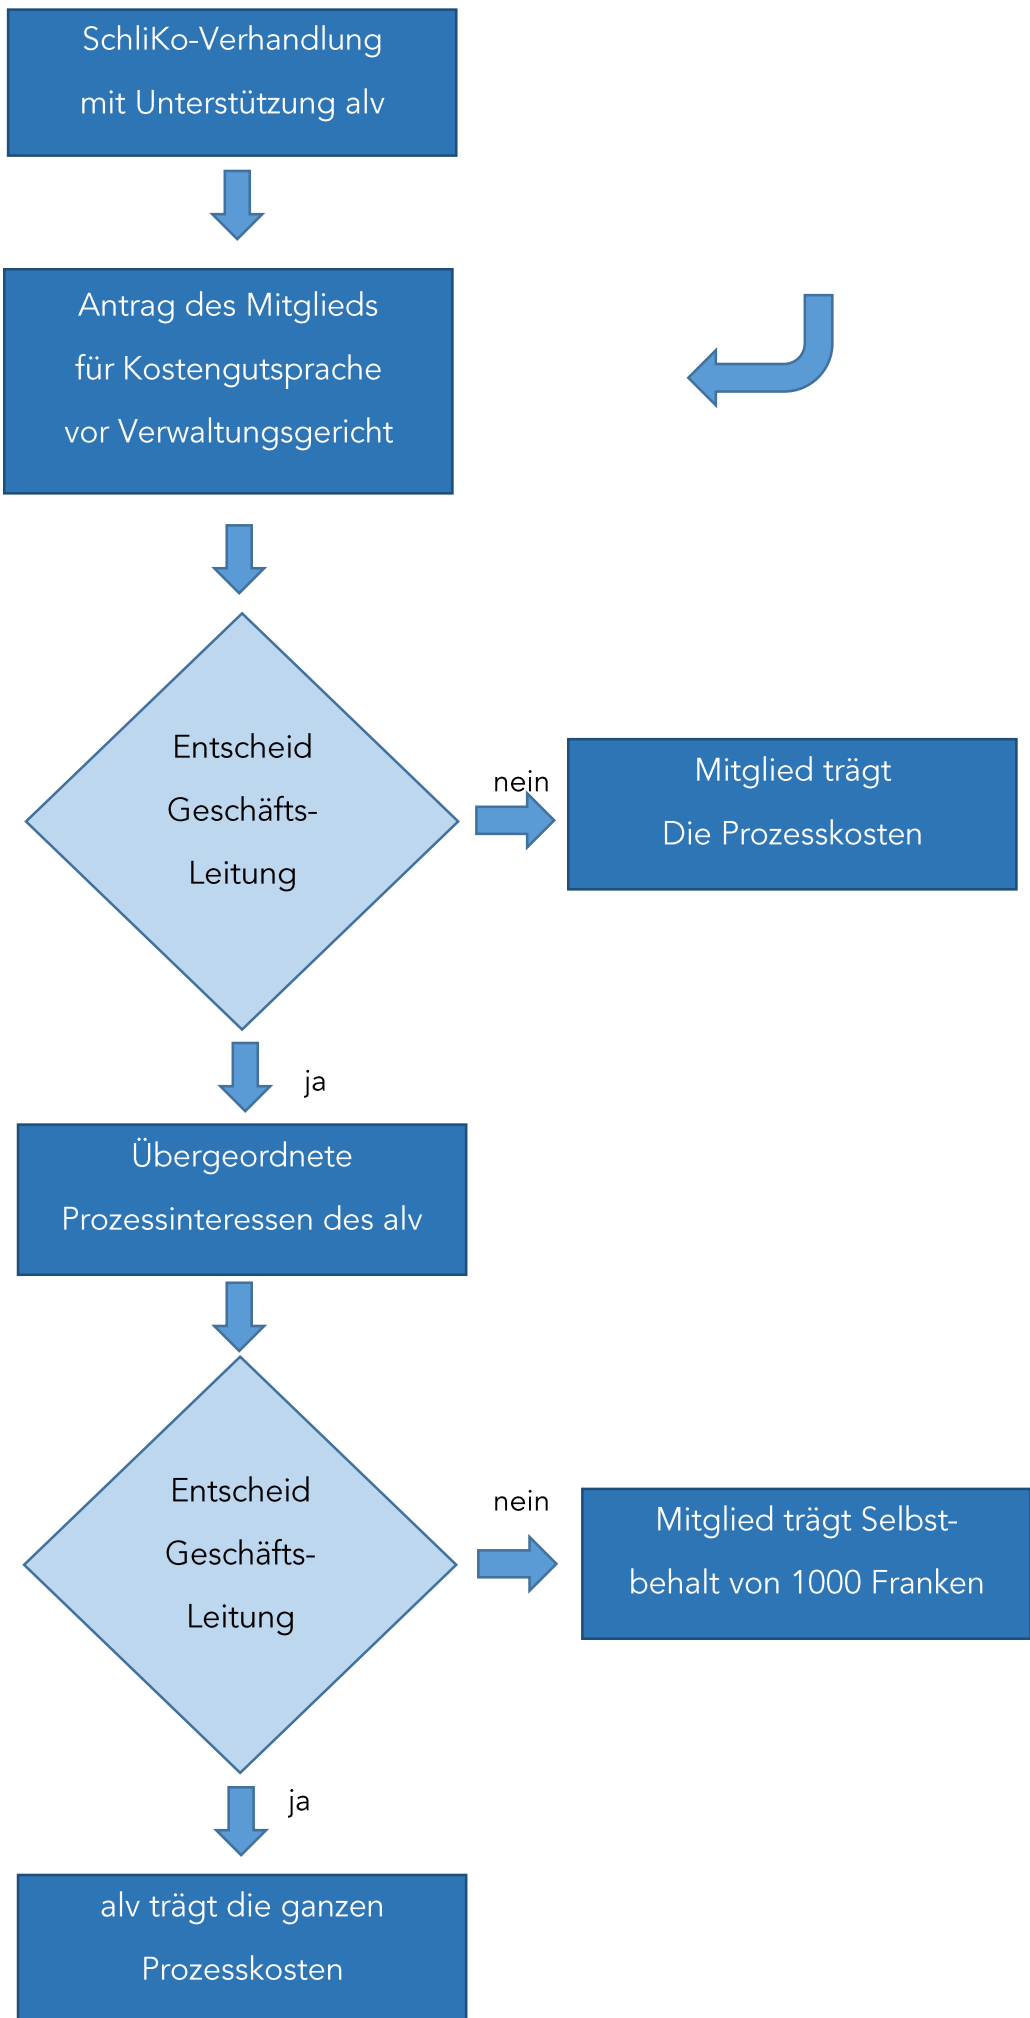 SchliKo-Verhandlung
mit Unterstützung alv
Antrag des Mitglieds
für Kostengutsprache
vor Verwaltungsgericht
Entscheid
Geschäfts-
Leitung
nein
Mitglied trägt
Die Prozesskosten
ja
Übergeordnete
Prozessinteressen des alv
Entscheid
Geschäfts-
Leitung
nein
Mitglied trägt Selbst-
behalt von 1000 Franken
ja
alv trägt die ganzen
Prozesskosten